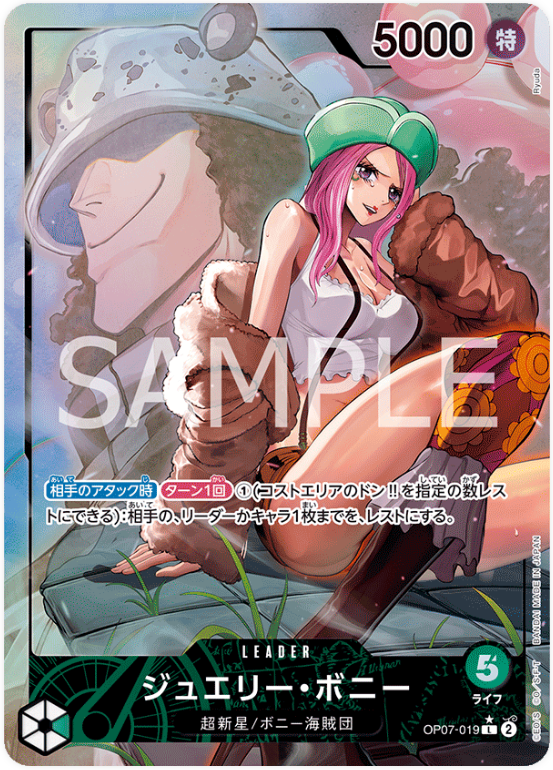 5000 特
Ryuda
SAMPLE
相手のアタック時 ターン1回 ①(コストエリアのドン!!を指定の数レス
トにできる):相手の、リーダーかキャラ1枚までを、レストにする。
LEADER
ジュエリー・ボニー
5
ライフ
超新星/ボニー海賊団
OP07-019 L 2
BANDAI MADE IN JAPAN